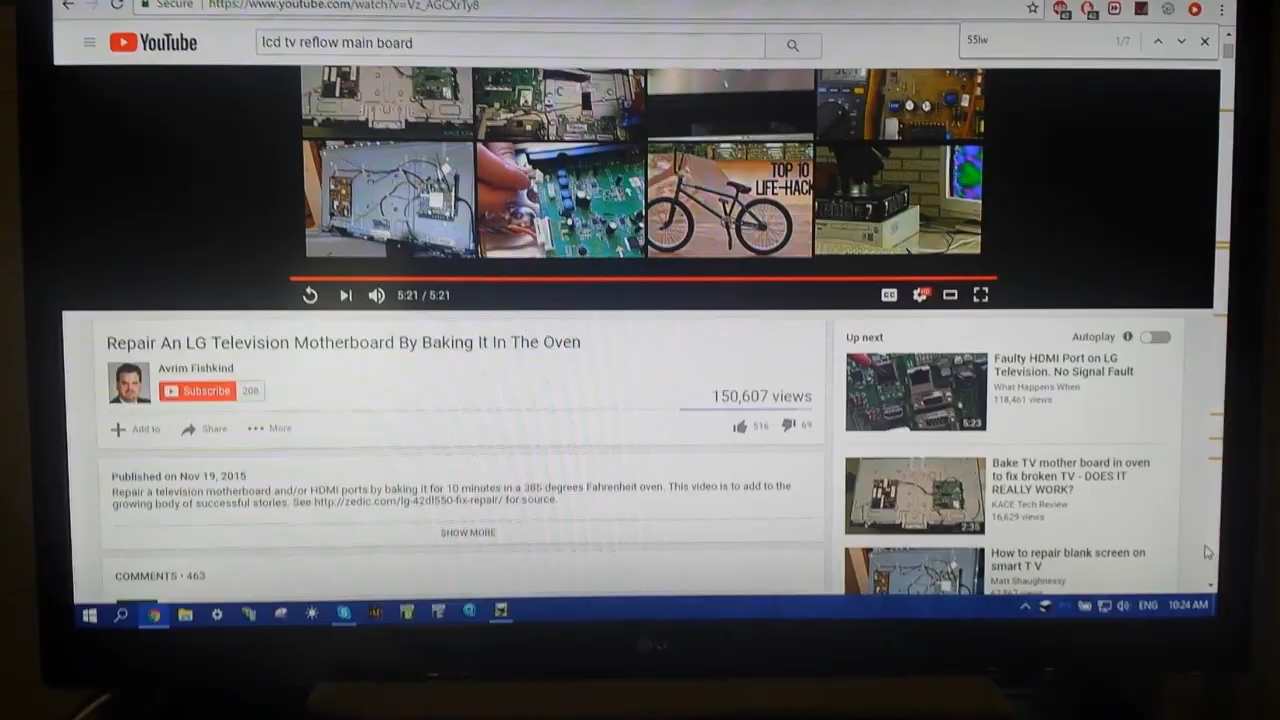 Secure https://www.youtube.com/watch?v=Vz_AGCXrTy8
YouTube
lcd tv reflow main board
55lw 1/7
TOP 10
LIFE-HACK
5:21 / 5:21
CC HD
Repair An LG Television Motherboard By Baking It In The Oven
Avrim Fishkind
Subscribe 208
150,607 views
Add to Share More
516 69
Published on Nov 19, 2015
Repair a television motherboard and/or HDMI ports by baking it for 10 minutes in a 385 degrees Fahrenheit oven. This video is to add to the
growing body of successful stories. See http://zedic.com/lg-42dl550-fix-repair/ for source.
SHOW MORE
COMMENTS • 463
Up next Autoplay
Faulty HDMI Port on LG
Television. No Signal Fault
What Happens When
118,461 views
5:23
Bake TV mother board in oven
to fix broken TV - DOES IT
REALLY WORK?
KACE Tech Review
16,629 views
2:35
How to repair blank screen on
smart T V
Matt Shaughnessy
ENG 10:24 AM
LG